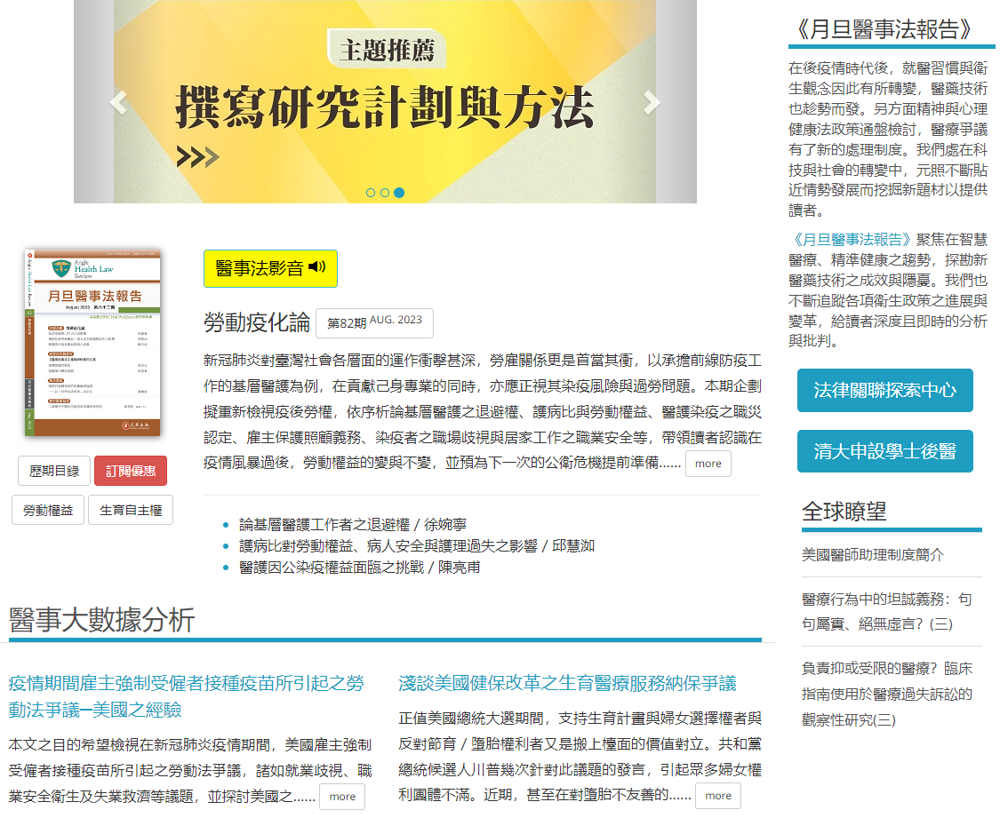 主題推薦
撰寫研究計劃與方法
Angle
Health Law
Review
月旦醫事法報告
August 2023 第八十二期
歷期目錄
訂閱優惠
勞動權益
生育自主權
醫事法影音
勞動疫化論
第82期 AUG. 2023
新冠肺炎對臺灣社會各層面的運作衝擊甚深，勞雇關係更是首當其衝，以承擔前線防疫工
作的基層醫護為例，在貢獻己身專業的同時，亦應正視其染疫風險與過勞問題。本期企劃
擬重新檢視疫後勞權，依序析論基層醫護之退避權、護病比與勞動權益、醫護染疫之職災
認定、雇主保護照顧義務、染疫者之職場歧視與居家工作之職業安全等，帶領讀者認識在
疫情風暴過後，勞動權益的變與不變，並預為下一次的公衛危機提前準備...... more
論基層醫護工作者之退避權 / 徐婉寧
護病比對勞動權益、病人安全與護理過失之影響 / 邱慧洳
醫護因公染疫權益面臨之挑戰 / 陳亮甫
醫事大數據分析
疫情期間雇主強制受僱者接種疫苗所引起之勞
動法爭議─美國之經驗
本文之目的希望檢視在新冠肺炎疫情期間，美國雇主強制
受僱者接種疫苗所引起之勞動法爭議，諸如就業歧視、職
業安全衛生及失業救濟等議題，並探討美國之...... more
淺談美國健保改革之生育醫療服務納保爭議
正值美國總統大選期間，支持生育計畫與婦女選擇權者與
反對節育 / 墮胎權利者又是搬上檯面的價值對立。共和黨
總統候選人川普幾次針對此議題的發言，引起眾多婦女權
利團體不滿。近期，甚至在對墮胎不友善的...... more
《月旦醫事法報告》
在後疫情時代後，就醫習慣與衛
生觀念因此有所轉變，醫藥技術
也趁勢而發。另方面精神與心理
健康法政策通盤檢討，醫療爭議
有了新的處理制度。我們處在科
技與社會的轉變中，元照不斷貼
近情勢發展而挖掘新題材以提供
讀者。
《月旦醫事法報告》聚焦在智慧
醫療、精準健康之趨勢，探勘新
醫藥技術之成效與隱憂。我們也
不斷追蹤各項衛生政策之進展與
變革，給讀者深度且即時的分析
與批判。
法律關聯探索中心
清大申設學士後醫
全球瞭望
美國醫師助理制度簡介
醫療行為中的坦誠義務：句
句屬實、絕無虛言？(三)
負責抑或受限的醫療？臨床
指南使用於醫療過失訴訟的
觀察性研究(三)